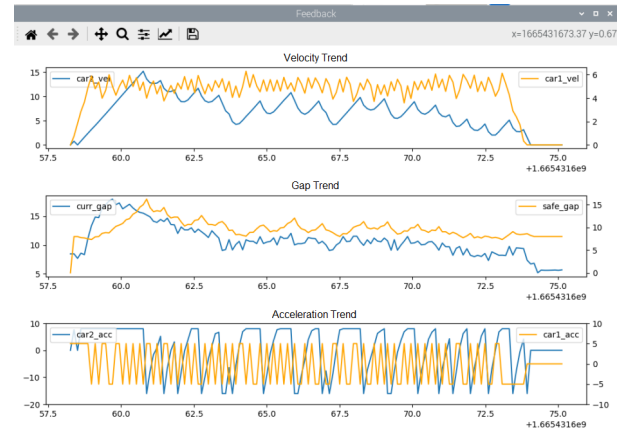 Feedback
x=1665431673.37 y=0.67
Velocity Trend
car2_vel
car1_vel
15
10
5
0
6
4
2
0
57.5 60.0 62.5 65.0 67.5 70.0 72.5 75.0
+1.6654316e9
Gap Trend
curr_gap
safe_gap
15
10
5
15
10
5
0
57.5 60.0 62.5 65.0 67.5 70.0 72.5 75.0
+1.6654316e9
Acceleration Trend
car2_acc
car1_acc
10
0
−10
−20
10
5
0
−5
−10
57.5 60.0 62.5 65.0 67.5 70.0 72.5 75.0
+1.6654316e9